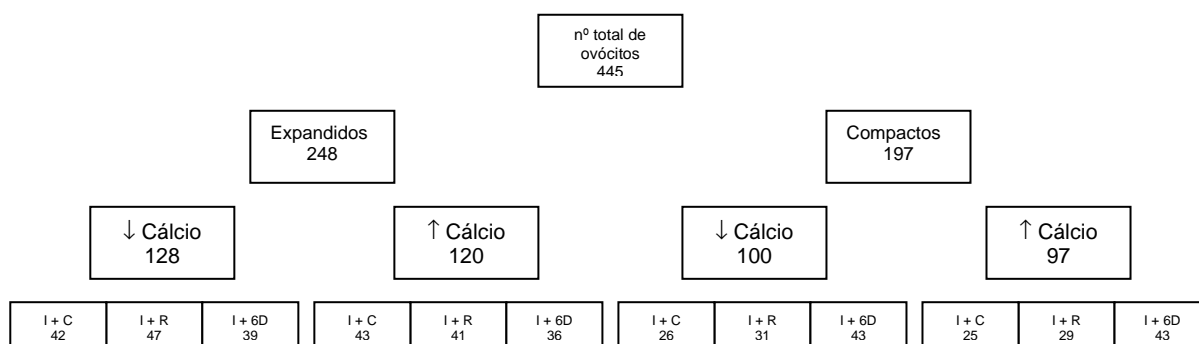 nº total de
ovócitos
445
Expandidos
248
Compactos
197
↓ Cálcio
128
↑ Cálcio
120
↓ Cálcio
100
↑ Cálcio
97
I + C
42
I + R
47
I + 6D
39
I + C
43
I + R
41
I + 6D
36
I + C
26
I + R
31
I + 6D
43
I + C
25
I + R
29
I + 6D
43